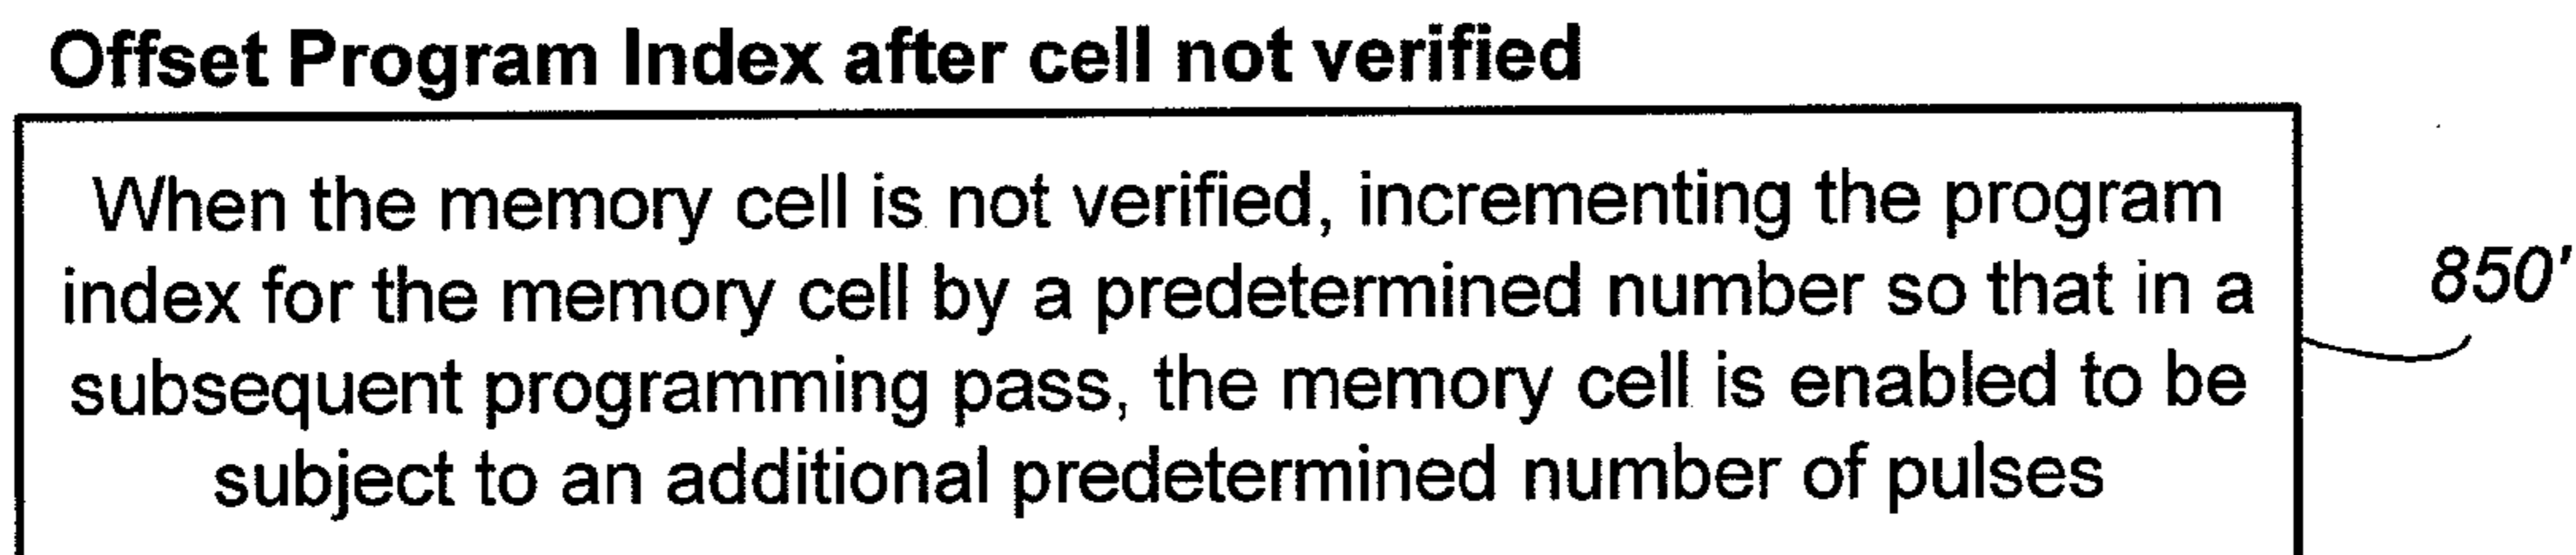 Offset Program Index after cell not verified
When the memory cell is not verified, incrementing the program
index for the memory cell by a predetermined number so that in a
850'
subsequent programming pass, the memory cell is enabled to be
subject to an additional predetermined number of pulses